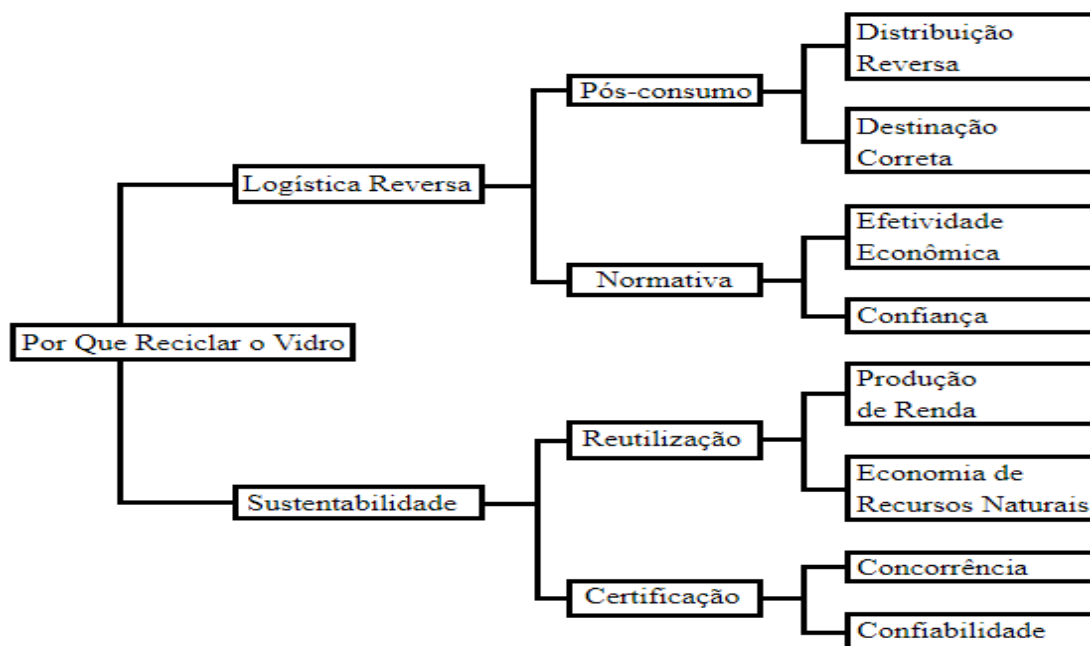 Distribuição
Reversa
Pós-consumo
Destinação
Correta
Logística Reversa
Efetividade
Econômica
Normativa
Confiança
Por Que Reciclar o Vidro
Produção
de Renda
Reutilização
Economia de
Recursos Naturais
Sustentabilidade
Concorrência
Certificação
Confiabilidade